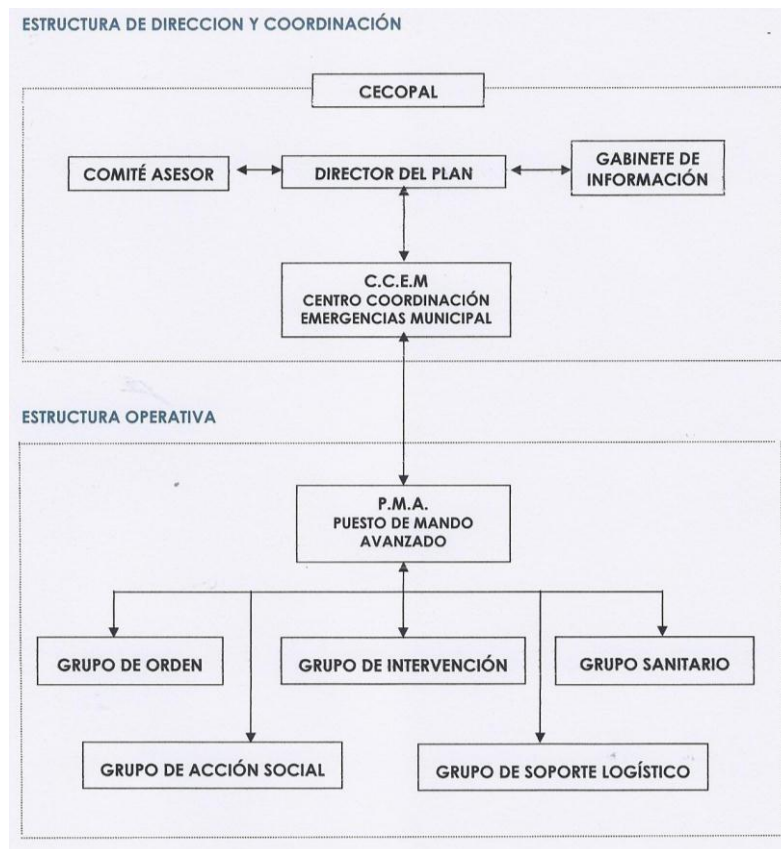 ESTRUCTURA DE DIRECCION Y COORDINACIÓN
CECOPAL
COMITÉ ASESOR
DIRECTOR DEL PLAN
GABINETE DE
INFORMACIÓN
C.C.E.M
CENTRO COORDINACIÓN
EMERGENCIAS MUNICIPAL
ESTRUCTURA OPERATIVA
P.M.A.
PUESTO DE MANDO
AVANZADO
GRUPO DE ORDEN
GRUPO DE INTERVENCIÓN
GRUPO SANITARIO
GRUPO DE ACCIÓN SOCIAL
GRUPO DE SOPORTE LOGÍSTICO